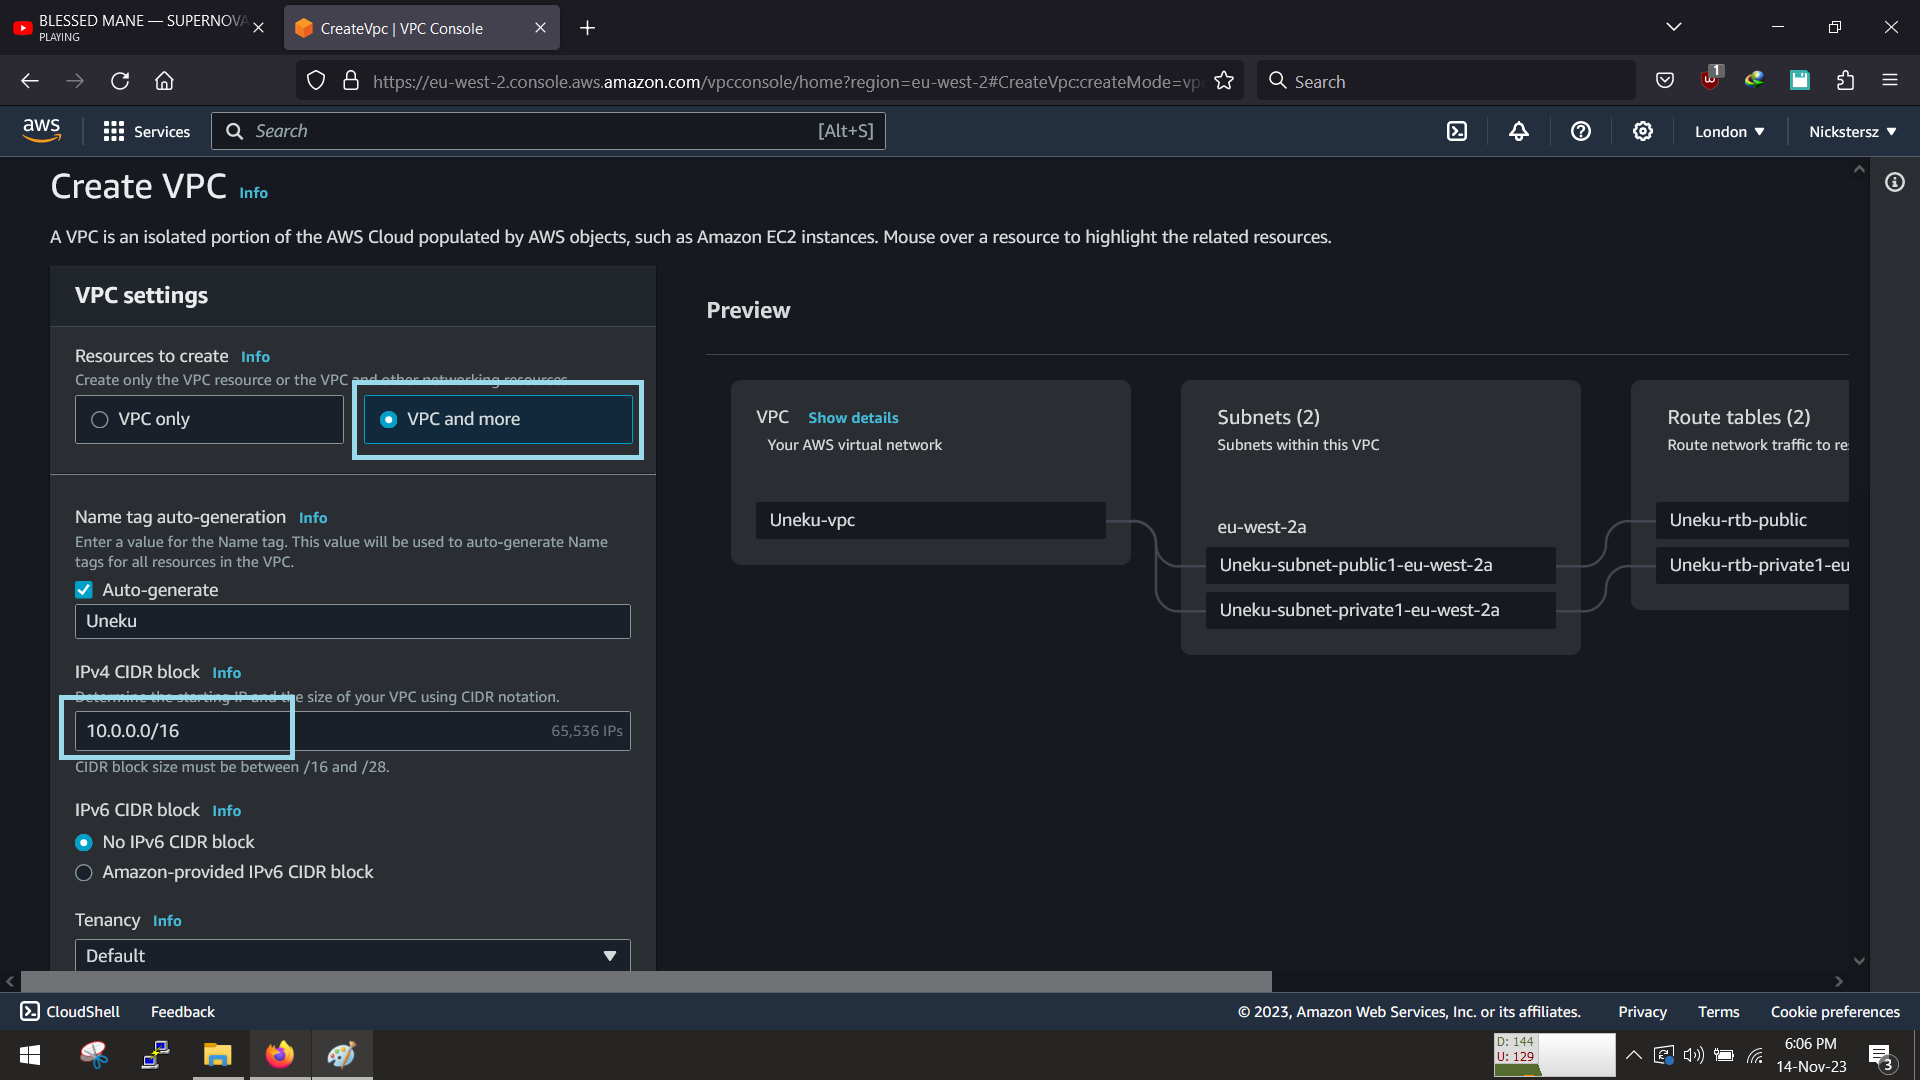 BLESSED MANE — SUPERNOVA
PLAYING
CreateVpc | VPC Console
https://eu-west-2.console.aws.amazon.com/vpcconsole/home?region=eu-west-2#CreateVpc:createMode=vp
Search
1
aws
Services
Search
[Alt+S]
London
Nickstersz
Create VPC Info
A VPC is an isolated portion of the AWS Cloud populated by AWS objects, such as Amazon EC2 instances. Mouse over a resource to highlight the related resources.
VPC settings
Resources to create Info
Create only the VPC resource or the VPC and other networking resources.
VPC only
VPC and more
Name tag auto-generation Info
Enter a value for the Name tag. This value will be used to auto-generate Name
tags for all resources in the VPC.
Auto-generate
Uneku
IPv4 CIDR block Info
Determine the starting IP and the size of your VPC using CIDR notation.
10.0.0.0/16
65,536 IPs
CIDR block size must be between /16 and /28.
IPv6 CIDR block Info
No IPv6 CIDR block
Amazon-provided IPv6 CIDR block
Tenancy Info
Default
Preview
VPC Show details
Your AWS virtual network
Uneku-vpc
Subnets (2)
Subnets within this VPC
eu-west-2a
Uneku-subnet-public1-eu-west-2a
Uneku-subnet-private1-eu-west-2a
Route tables (2)
Route network traffic to re
Uneku-rtb-public
Uneku-rtb-private1-eu
CloudShell
Feedback
© 2023, Amazon Web Services, Inc. or its affiliates.
Privacy
Terms
Cookie preferences
D: 144
U: 129
6:06 PM
14-Nov-23
3